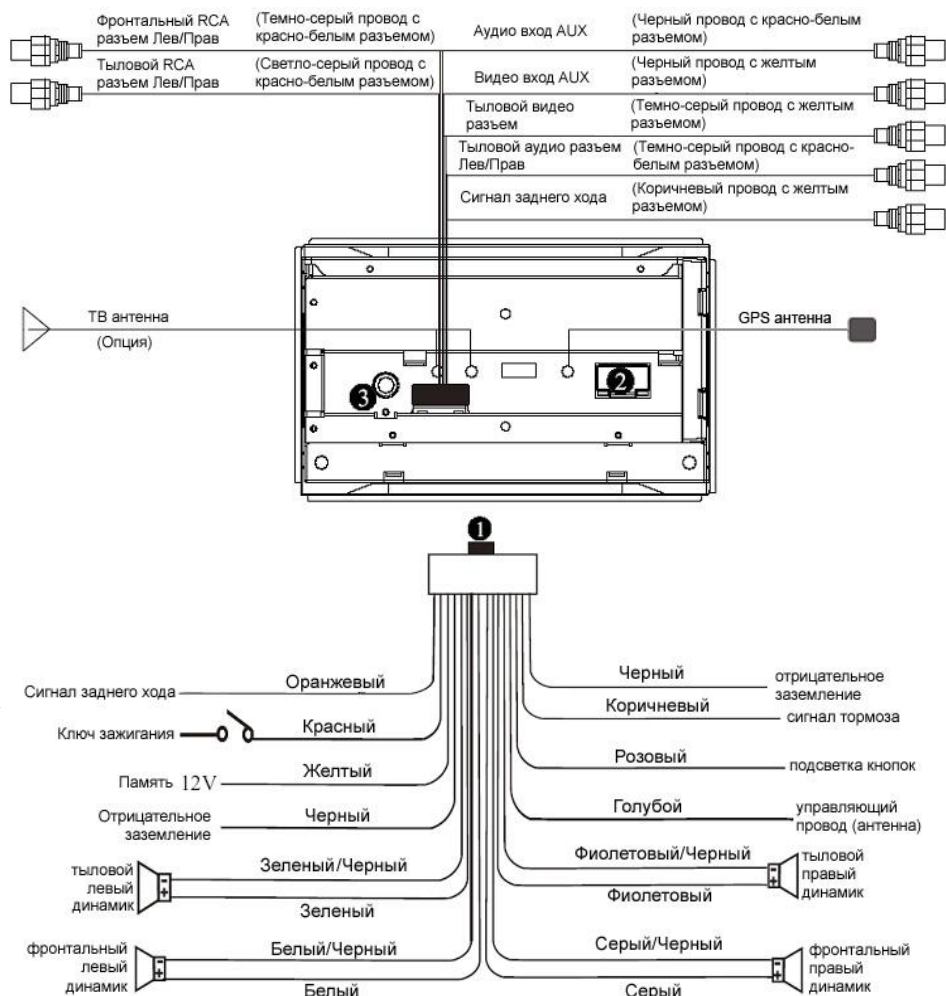 Фронтальный RCA
разъем Лев/Прав
(Темно-серый провод с
красно-белым разъемом)
Аудио вход AUX
(Черный провод с красно-белым
разъемом)
Тыловой RCA
разъем Лев/Прав
(Светло-серый провод с
красно-белым разъемом)
Видео вход AUX
(Черный провод с желтым
разъемом)
Тыловой видео
разъем
(Темно-серый провод с желтым
разъемом)
Тыловой аудио разъем
Лев/Прав
(Темно-серый провод с красно-
белым разъемом)
Сигнал заднего хода
(Коричневый провод с желтым
разъемом)
ТВ антенна
(Опция)
GPS антенна
3
2
1
Сигнал заднего хода
Оранжевый
Черный
отрицательное
заземление
Ключ зажигания
Красный
Коричневый
сигнал тормоза
Память 12V
Желтый
Розовый
подсветка кнопок
Отрицательное
заземление
Черный
Голубой
управляющий
провод (антенна)
тыловой
левый
динамик
Зеленый/Черный
Зеленый
Фиолетовый/Черный
Фиолетовый
тыловой
правый
динамик
фронтальный
левый
динамик
Белый/Черный
Белый
Серый/Черный
Серый
фронтальный
правый
динамик